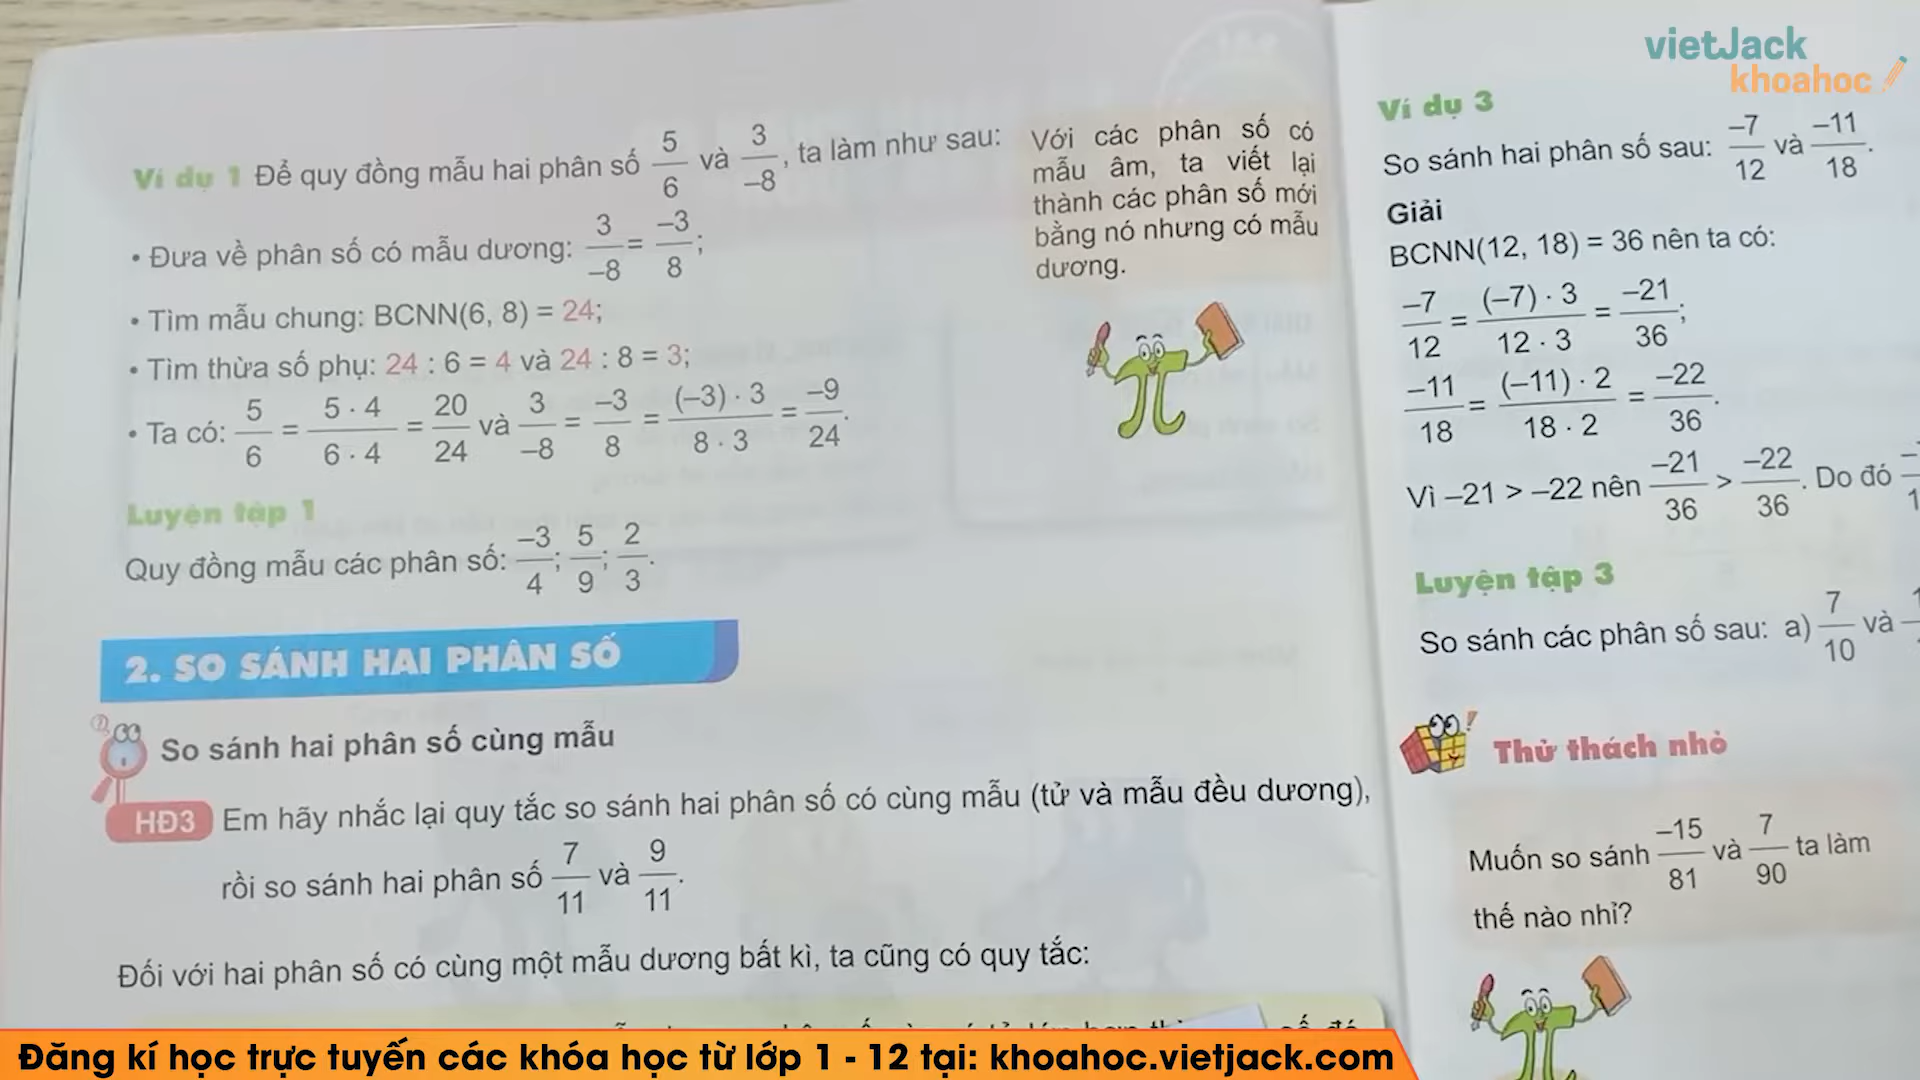 vietJack
khoahoc
Ví dụ 1 Để quy đồng mẫu hai phân số 5/6 và 3/–8, ta làm như sau:
• Đưa về phân số có mẫu dương: 3/–8 = –3/8;
• Tìm mẫu chung: BCNN(6, 8) = 24;
• Tìm thừa số phụ: 24 : 6 = 4 và 24 : 8 = 3;
• Ta có: 5/6 = 5 · 4/6 · 4 = 20/24 và 3/–8 = –3/8 = (–3) · 3/8 · 3 = –9/24.
Với các phân số có
mẫu âm, ta viết lại
thành các phân số mới
bằng nó nhưng có mẫu
dương.
Luyện tập 1
Quy đồng mẫu các phân số: –3/4; 5/9; 2/3.
2. SO SÁNH HAI PHÂN SỐ
So sánh hai phân số cùng mẫu
HĐ3 Em hãy nhắc lại quy tắc so sánh hai phân số có cùng mẫu (tử và mẫu đều dương),
rồi so sánh hai phân số 7/11 và 9/11.
Đối với hai phân số có cùng một mẫu dương bất kì, ta cũng có quy tắc:
Ví dụ 3
So sánh hai phân số sau: –7/12 và –11/18.
Giải
BCNN(12, 18) = 36 nên ta có:
–7/12 = (–7) · 3/12 · 3 = –21/36;
–11/18 = (–11) · 2/18 · 2 = –22/36.
Vì –21 > –22 nên –21/36 > –22/36. Do đó
Luyện tập 3
So sánh các phân số sau: a) 7/10 và
Thử thách nhỏ
Muốn so sánh –15/81 và 7/90 ta làm
thế nào nhỉ?
Đăng kí học trực tuyến các khóa học từ lớp 1 - 12 tại: khoahoc.vietjack.com